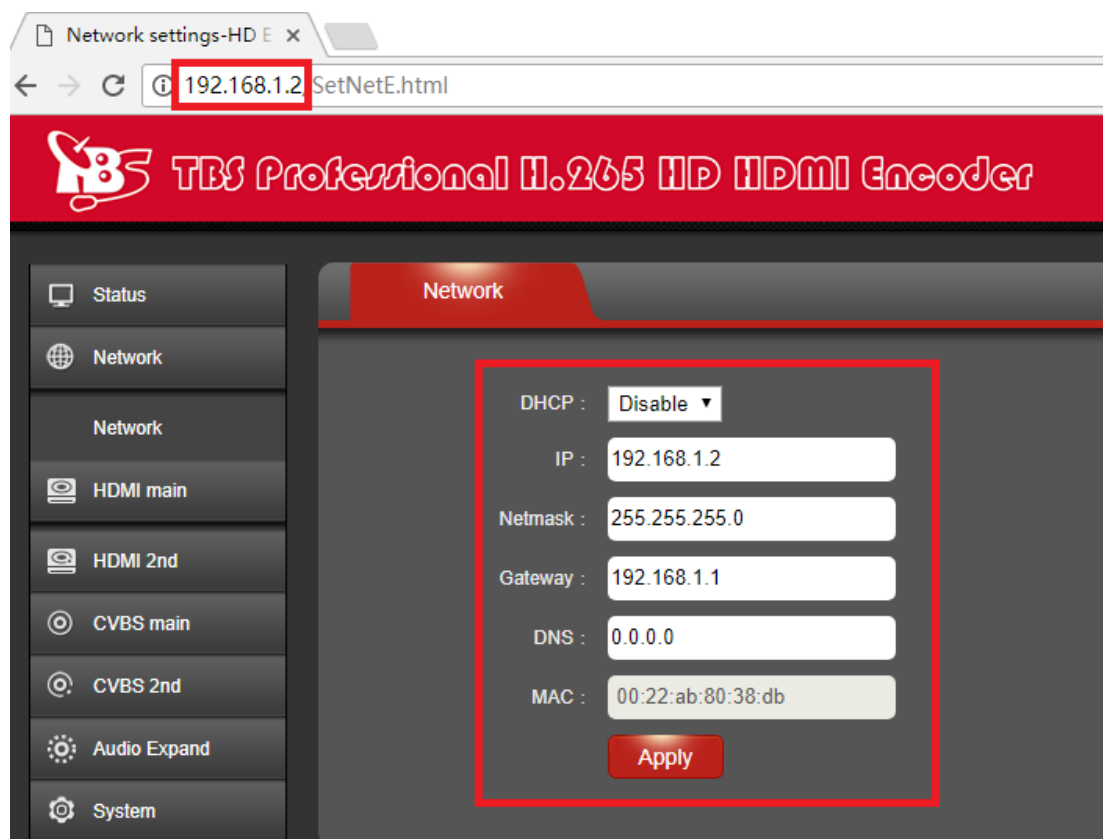 Network settings-HD E
192.168.1.2/SetNetE.html
TBS TBS Professional H.265 HD HDMI Encoder
Status
Network
Network
HDMI main
HDMI 2nd
CVBS main
CVBS 2nd
Audio Expand
System
Network
DHCP : Disable
IP : 192.168.1.2
Netmask : 255.255.255.0
Gateway : 192.168.1.1
DNS : 0.0.0.0
MAC : 00:22:ab:80:38:db
Apply